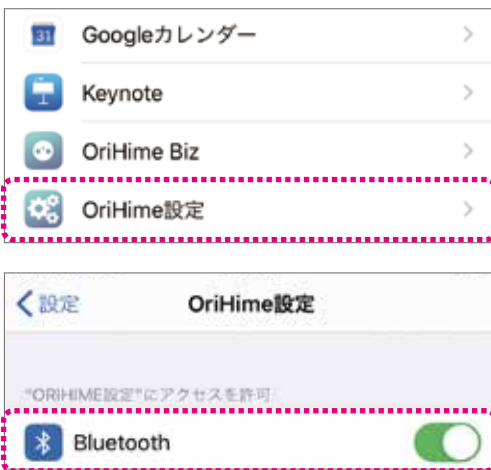 31
Googleカレンダー
Keynote
OriHime Biz
OriHime設定
設定 OriHime設定
"ORIHIME設定"にアクセスを許可
Bluetooth